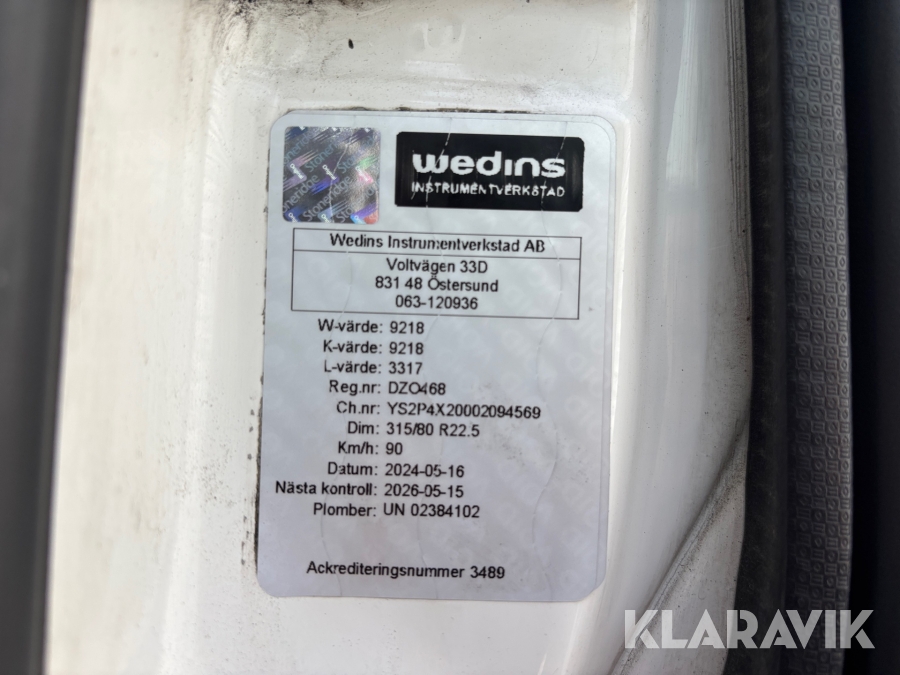 Stoneridge
wedins
INSTRUMENTVERKSTAD
Wedins Instrumentverkstad AB
Voltvägen 33D
831 48 Östersund
063-120936
W-värde: 9218
K-värde: 9218
L-värde: 3317
Reg.nr: DZO468
Ch.nr: YS2P4X20002094569
Dim: 315/80 R22.5
Km/h: 90
Datum: 2024-05-16
Nästa kontroll: 2026-05-15
Plomber: UN 02384102
Ackrediteringsnummer 3489
KLARAVIK